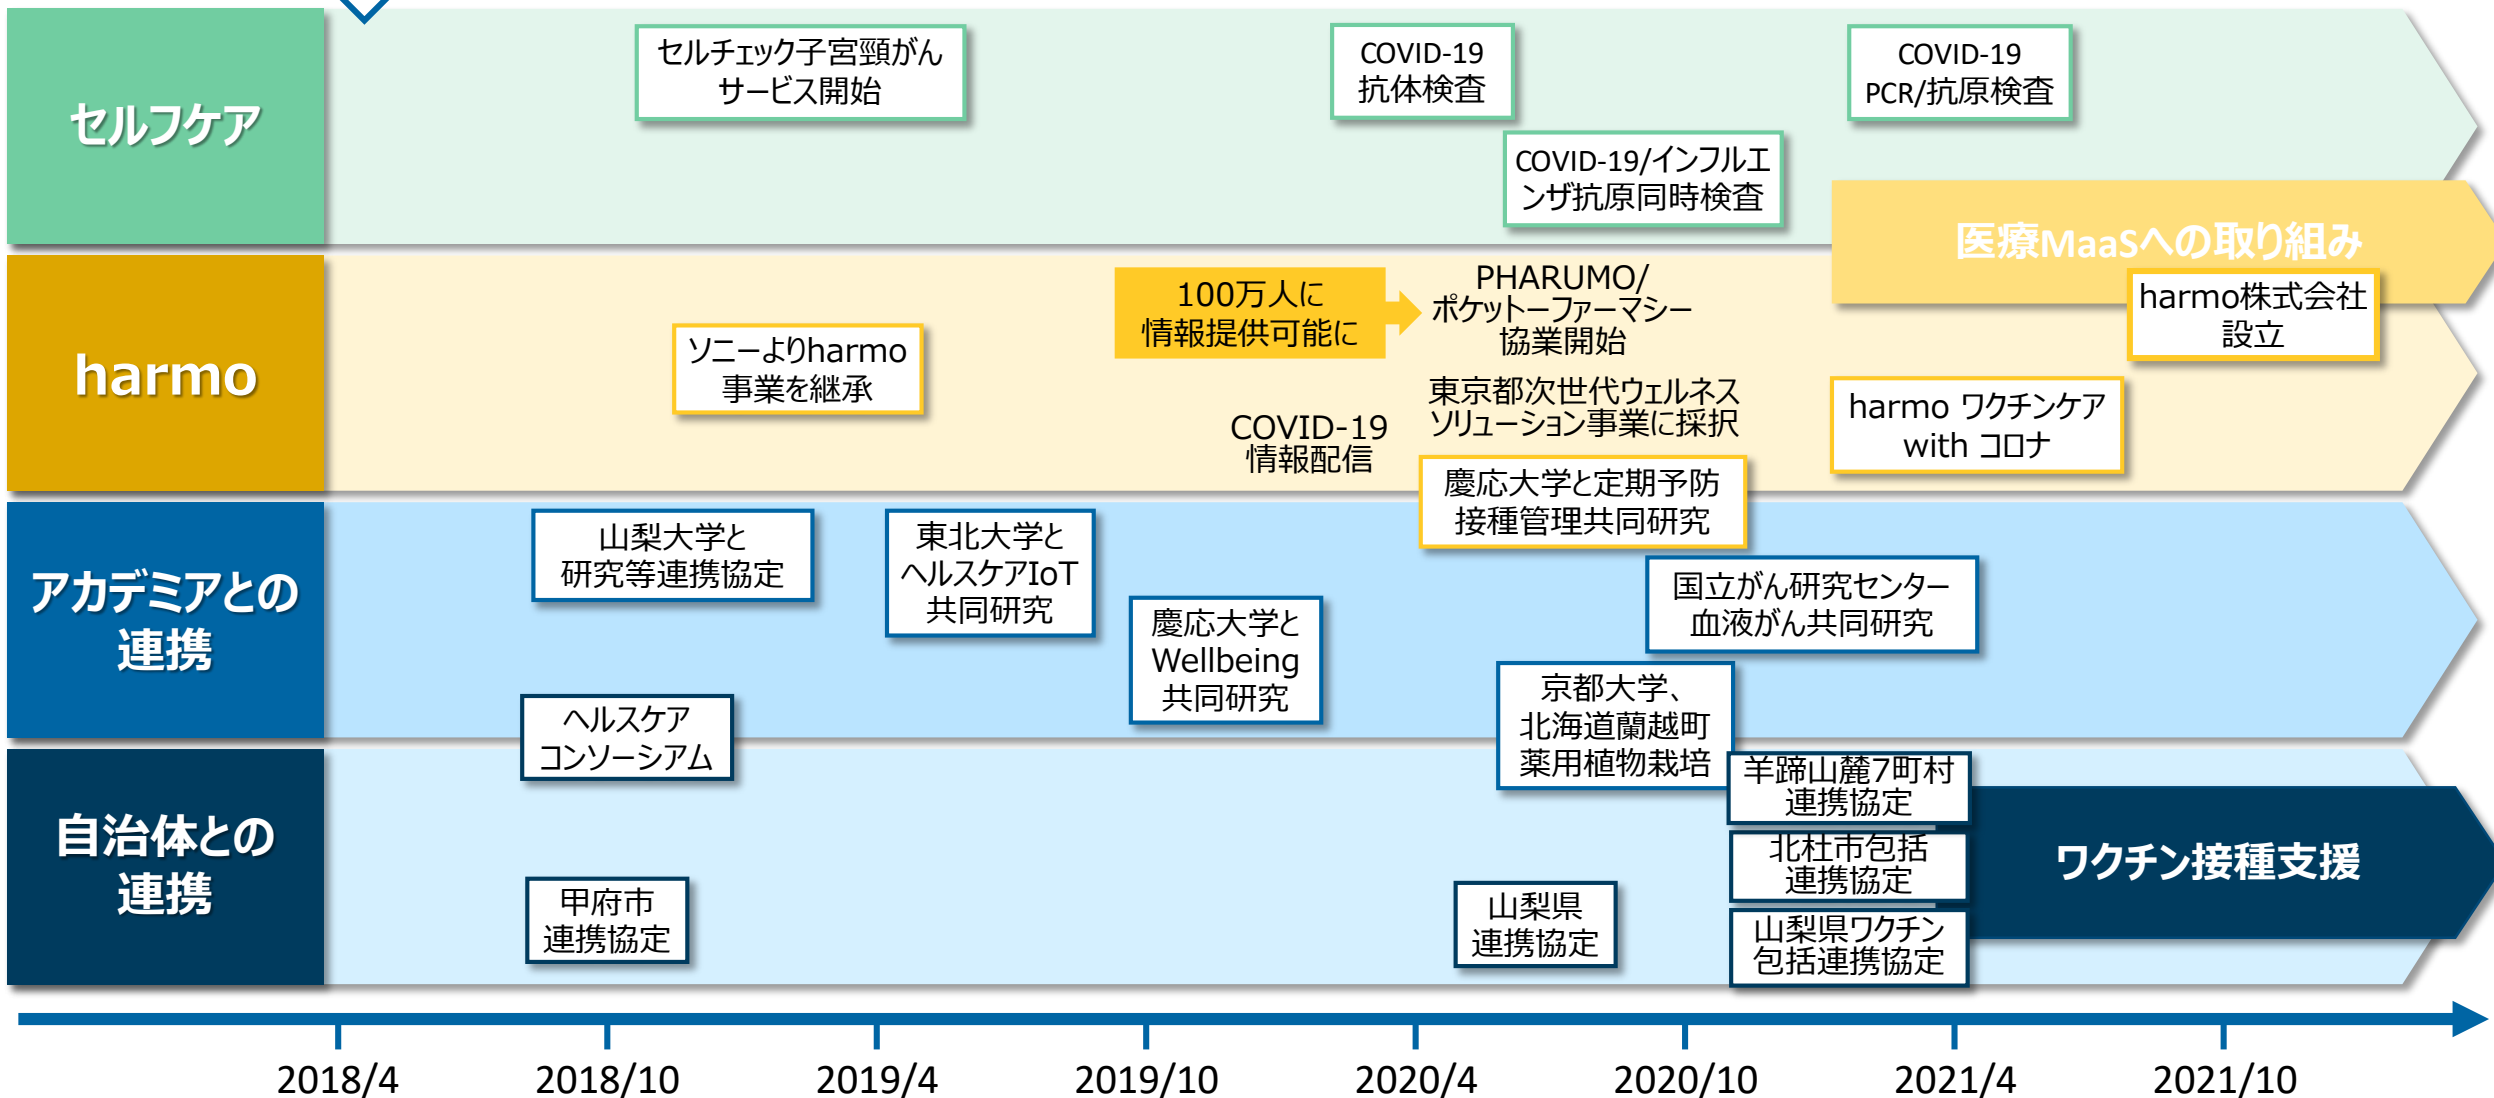 セルフケア
セルチェック子宮頸がん
サービス開始
COVID-19
抗体検査
COVID-19/インフルエ
ンザ抗原同時検査
COVID-19
PCR/抗原検査
医療MaaSへの取り組み
harmo
ソニーよりharmo
事業を継承
100万人に
情報提供可能に
PHARUMO/
ポケットーファーマシー
協業開始
COVID-19
情報配信
東京都次世代ウェルネス
ソリューション事業に採択
慶応大学と定期予防
接種管理共同研究
harmo株式会社
設立
harmo ワクチンケア
with コロナ
アカデミアとの
連携
山梨大学と
研究等連携協定
東北大学と
ヘルスケアIoT
共同研究
慶応大学と
Wellbeing
共同研究
国立がん研究センター
血液がん共同研究
京都大学、
北海道蘭越町
薬用植物栽培
ヘルスケア
コンソーシアム
自治体との
連携
甲府市
連携協定
山梨県
連携協定
羊蹄山麓7町村
連携協定
北杜市包括
連携協定
山梨県ワクチン
包括連携協定
ワクチン接種支援
2018/4
2018/10
2019/4
2019/10
2020/4
2020/10
2021/4
2021/10